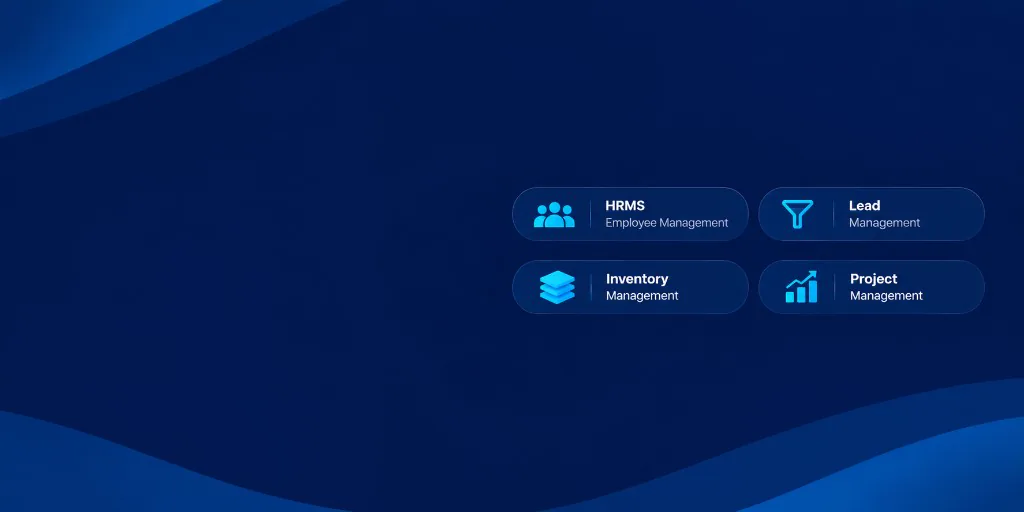 HRMS
Employee Management
Lead
Management
Inventory
Management
Project
Management